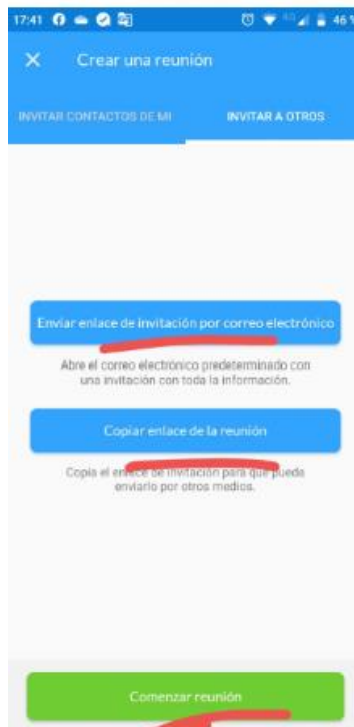 17:41
46 %
Crear una reunión
INVITAR CONTACTOS DE MI
INVITAR A OTROS
Enviar enlace de invitación por correo electrónico
Abre el correo electrónico predeterminado con
una invitación con toda la información.
Copiar enlace de la reunión
Copia el enlace de invitación para que pueda
enviarlo por otros medios.
Comenzar reunión